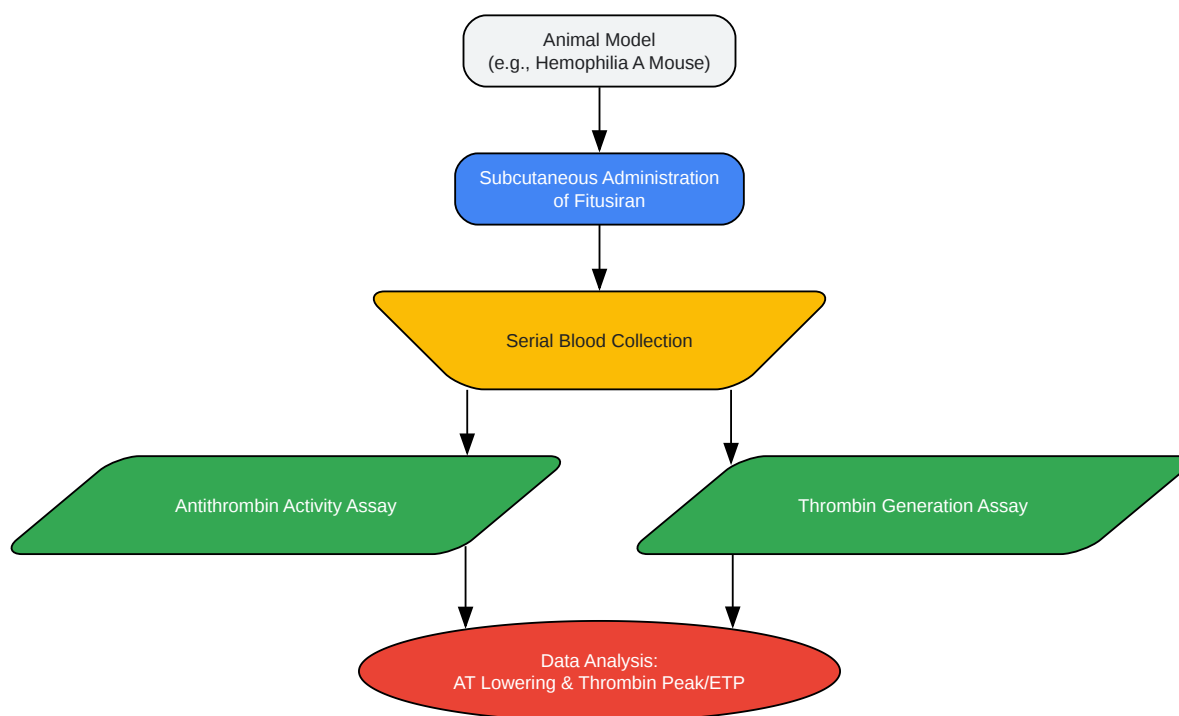 Animal Model
(e.g., Hemophilia A Mouse)
Subcutaneous Administration
of Fitusiran
Serial Blood Collection
Antithrombin Activity Assay
Thrombin Generation Assay
Data Analysis:
AT Lowering & Thrombin Peak/ETP